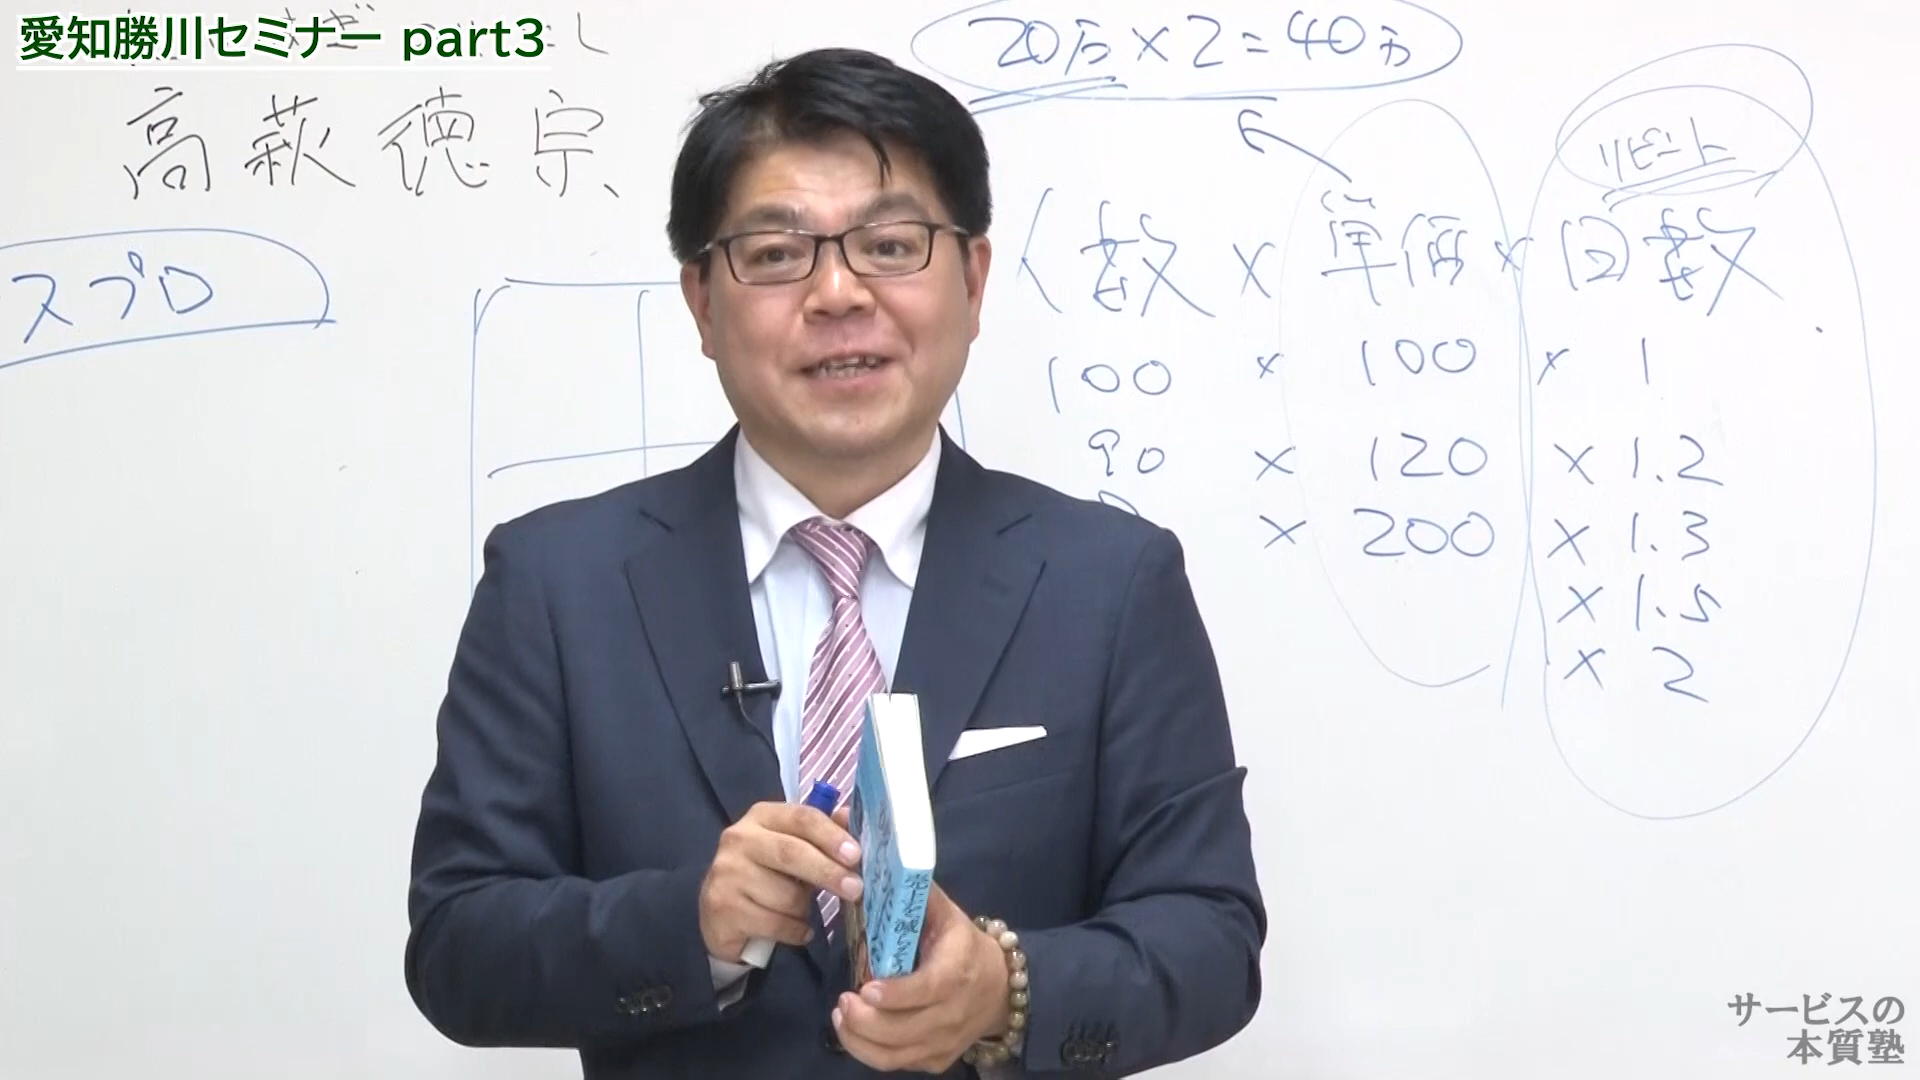 愛知勝川セミナー part3
高萩徳宗
スプロ
20万×2=40万
リピート
数×単価×回数
100 × 100 × 1
90 × 120 × 1.2
× 200 × 1.3
× 1.5
× 2
サービスの
本質塾